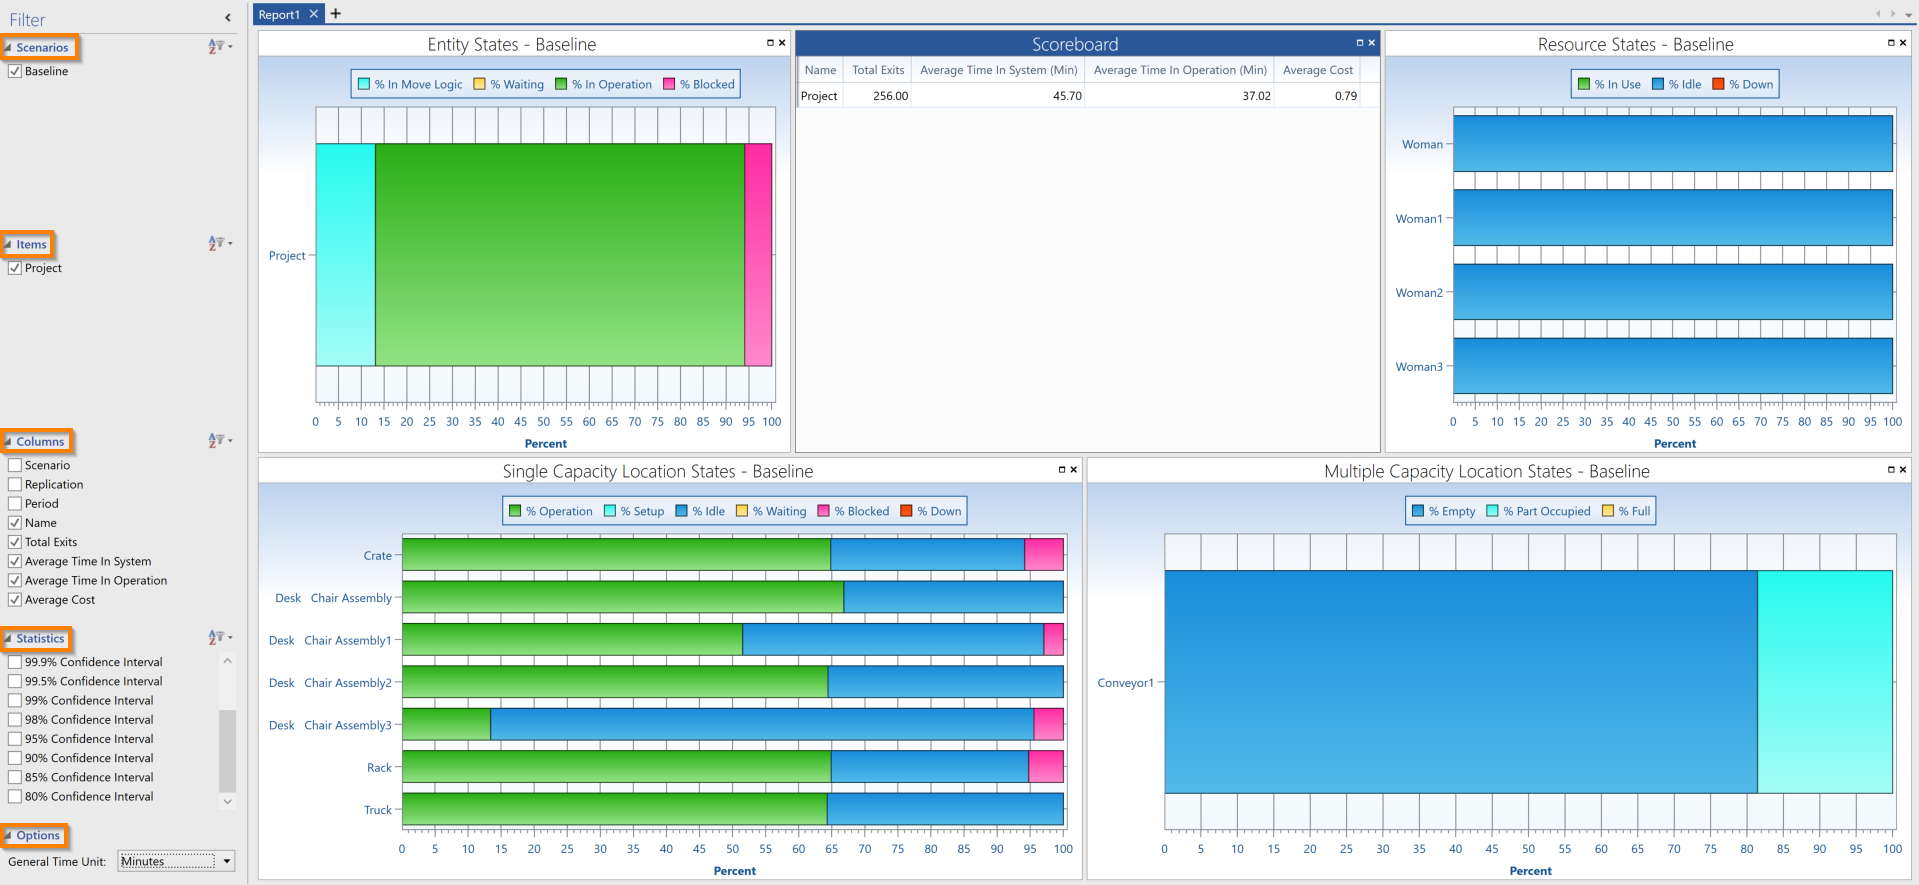 Filter
Scenarios
Baseline
Items
Project
Columns
Scenario
Replication
Period
Name
Total Exits
Average Time In System
Average Time In Operation
Average Cost
Statistics
99.9% Confidence Interval
99.5% Confidence Interval
99% Confidence Interval
98% Confidence Interval
95% Confidence Interval
90% Confidence Interval
85% Confidence Interval
80% Confidence Interval
Options
General Time Unit: Minutes
Report1
Entity States - Baseline
% In Move Logic % Waiting % In Operation % Blocked
Project
0 5 10 15 20 25 30 35 40 45 50 55 60 65 70 75 80 85 90 95 100
Percent
Scoreboard
Name Total Exits Average Time In System (Min) Average Time In Operation (Min) Average Cost
Project 256.00 45.70 37.02 0.79
Resource States - Baseline
% In Use % Idle % Down
Woman
Woman1
Woman2
Woman3
0 5 10 15 20 25 30 35 40 45 50 55 60 65 70 75 80 85 90 95 100
Percent
Single Capacity Location States - Baseline
% Operation % Setup % Idle % Waiting % Blocked % Down
Crate
Desk Chair Assembly
Desk Chair Assembly1
Desk Chair Assembly2
Desk Chair Assembly3
Rack
Truck
0 5 10 15 20 25 30 35 40 45 50 55 60 65 70 75 80 85 90 95 100
Percent
Multiple Capacity Location States - Baseline
% Empty % Part Occupied % Full
Conveyor1
0 5 10 15 20 25 30 35 40 45 50 55 60 65 70 75 80 85 90 95 100
Percent